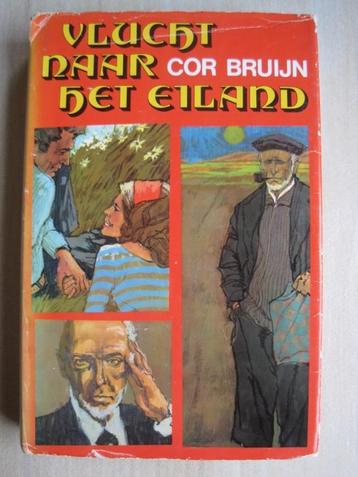 VLUCHT
NAAR COR BRUIJN
HET EILAND